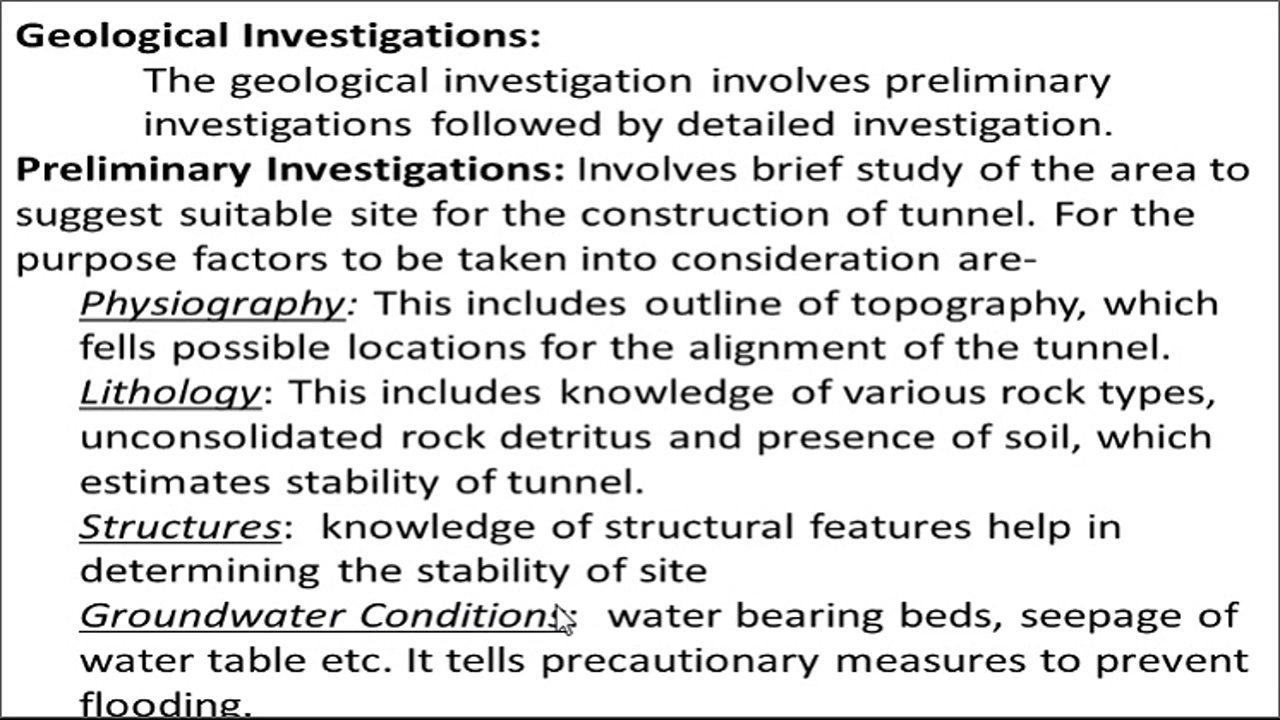 Geological Investigations:
The geological investigation involves preliminary
investigations followed by detailed investigation.
Preliminary Investigations: Involves brief study of the area to
suggest suitable site for the construction of tunnel. For the
purpose factors to be taken into consideration are-
Physiography: This includes outline of topography, which
fells possible locations for the alignment of the tunnel.
Lithology: This includes knowledge of various rock types,
unconsolidated rock detritus and presence of soil, which
estimates stability of tunnel.
Structures: knowledge of structural features help in
determining the stability of site
Groundwater Conditions: water bearing beds, seepage of
water table etc. It tells precautionary measures to prevent
flooding.